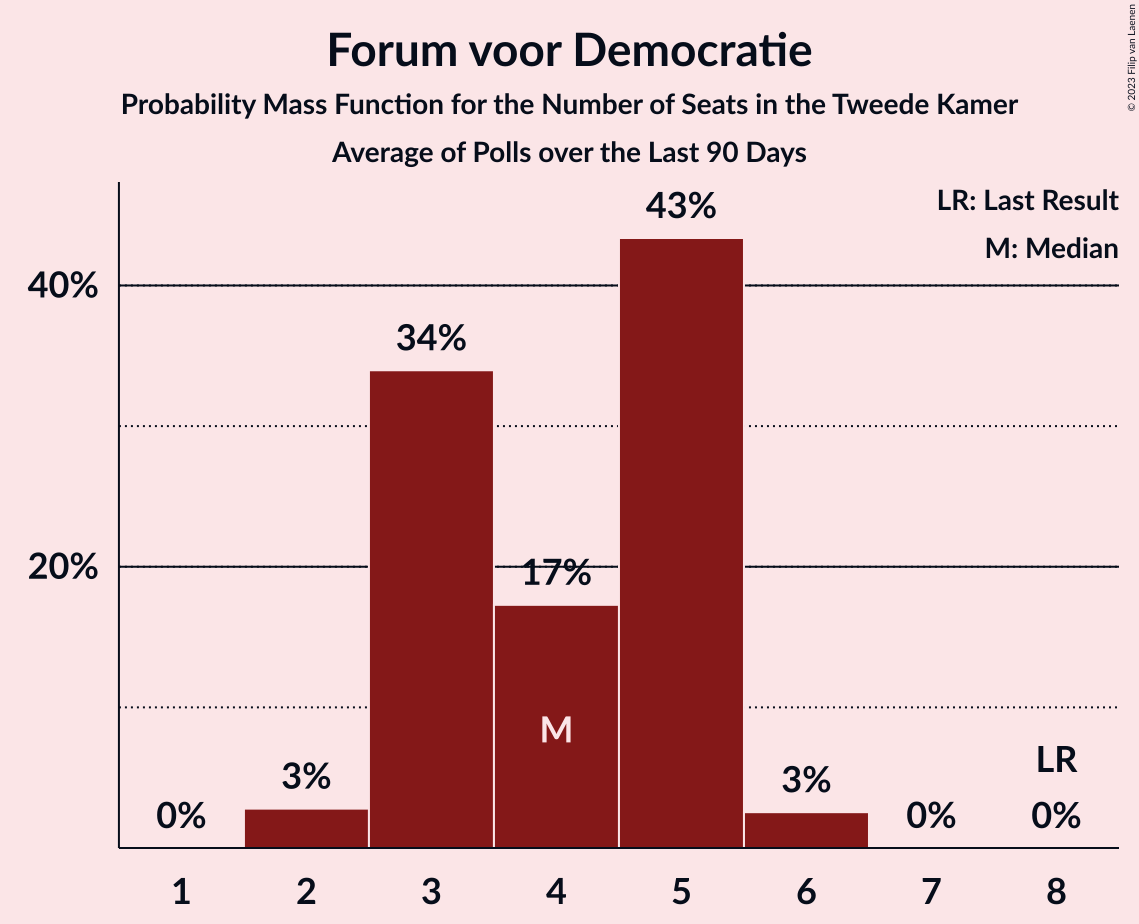 Forum voor Democratie
Probability Mass Function for the Number of Seats in the Tweede Kamer
Average of Polls over the Last 90 Days
© 2023 Filip van Laenen
LR: Last Result
M: Median
43%
40%
34%
20%
17%
M
LR
3%
3%
0%
0%
0%
1 2 3 4 5 6 7 8